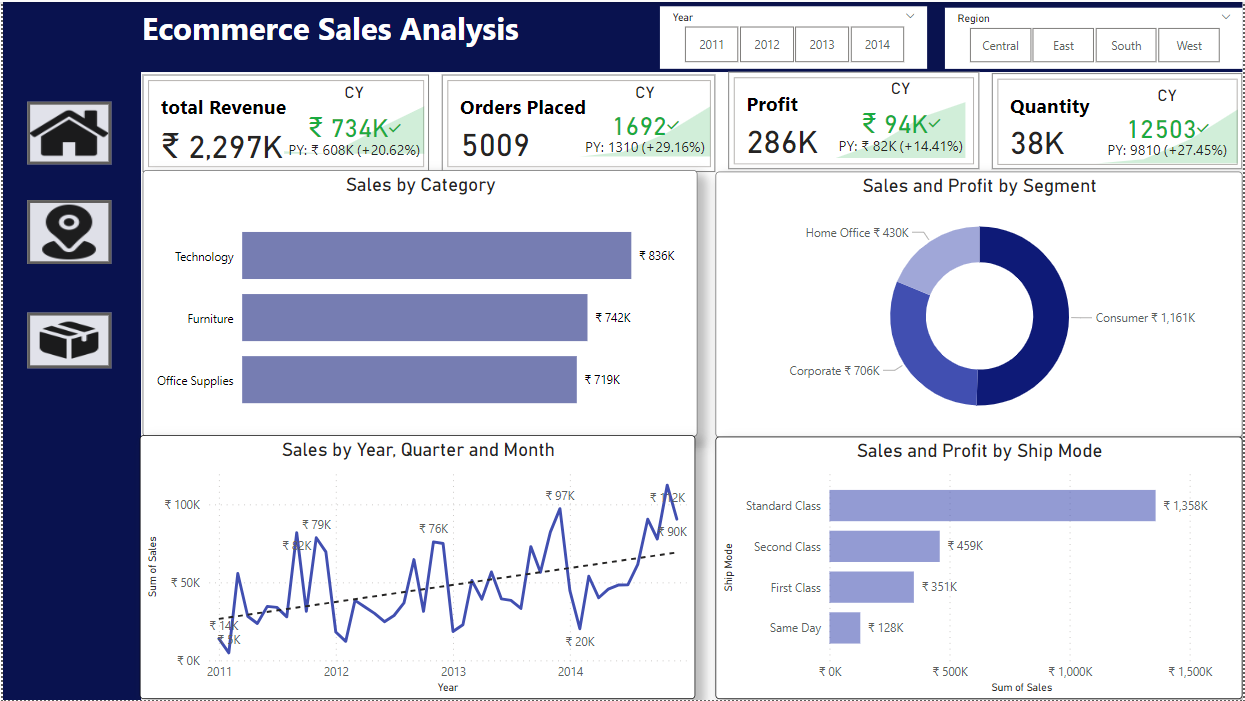 Ecommerce Sales Analysis
Year
2011 2012 2013 2014
Region
Central East South West
total Revenue
₹ 2,297K
CY
₹ 734K
PY: ₹ 608K (+20.62%)
Orders Placed
5009
CY
1692
PY: 1310 (+29.16%)
Profit
286K
CY
₹ 94K
PY: ₹ 82K (+14.41%)
Quantity
38K
CY
12503
PY: 9810 (+27.45%)
Sales by Category
Technology ₹ 836K
Furniture ₹ 742K
Office Supplies ₹ 719K
Sales and Profit by Segment
Home Office ₹ 430K
Consumer ₹ 1,161K
Corporate ₹ 706K
Sales by Year, Quarter and Month
Sum of Sales
₹ 100K
₹ 50K
₹ 0K
₹ 14K
₹ 5K
₹ 82K
₹ 79K
₹ 76K
₹ 97K
₹ 20K
₹ 112K
₹ 90K
2011 2012 2013 2014
Year
Sales and Profit by Ship Mode
Ship Mode
Standard Class ₹ 1,358K
Second Class ₹ 459K
First Class ₹ 351K
Same Day ₹ 128K
₹ 0K ₹ 500K ₹ 1,000K ₹ 1,500K
Sum of Sales